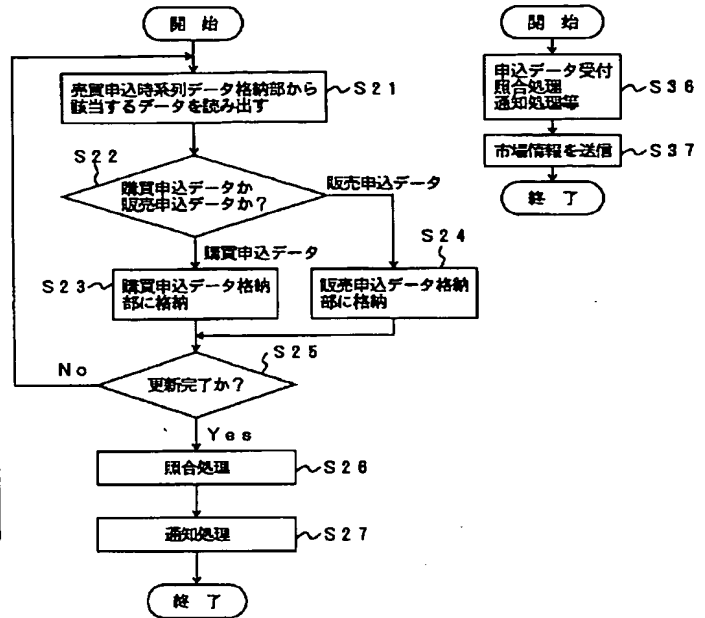 開 始
売買申込時系列データ格納部から
該当するデータを読み出す
S21
S22
購買申込データか
販売申込データか？
販売申込データ
購買申込データ
S23
購買申込データ格納
部に格納
S24
販売申込データ格納
部に格納
S25
No
更新完了か？
Yes
照合処理
S26
通知処理
S27
終 了
開 始
申込データ受付
照合処理
通知処理等
S36
市場情報を送信
S37
終 了